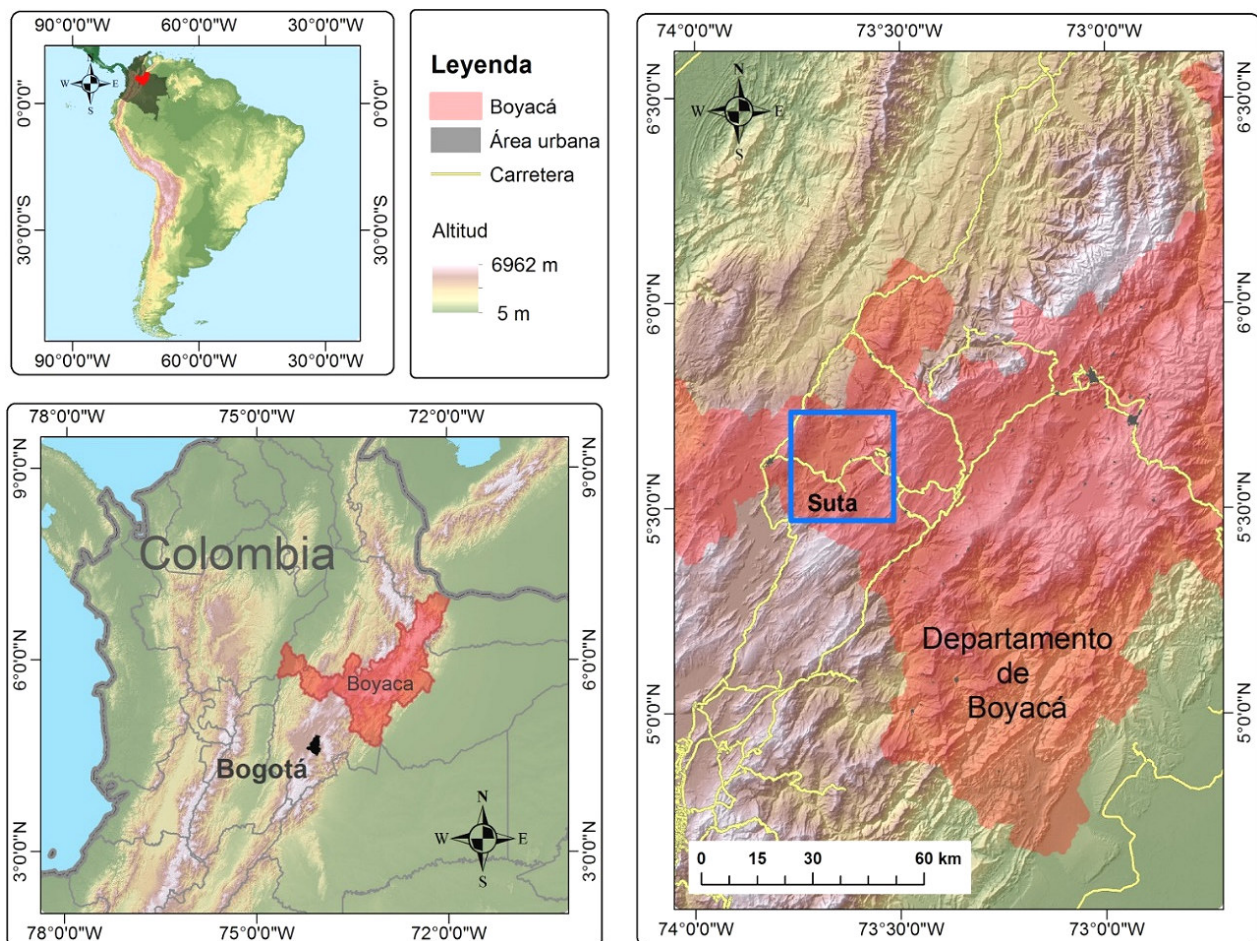 90°0'0"W 60°0'0"W 30°0'0"W
N
W E
S
0°0'0"
0°0'0"
30°0'0"S
30°0'0"S
90°0'0"W 60°0'0"W 30°0'0"W
Leyenda
Boyacá
Área urbana
Carretera
Altitud
6962 m
5 m
78°0'0"W 75°0'0"W 72°0'0"W
9°0'0"N
9°0'0"N
Colombia
6°0'0"N
6°0'0"N
Boyaca
Bogotá
N
W E
S
3°0'0"N
3°0'0"N
78°0'0"W 75°0'0"W 72°0'0"W
74°0'0"W 73°30'0"W 73°0'0"W
N
W E
S
6°30'0"N
6°30'0"N
6°0'0"N
6°0'0"N
Suta
5°30'0"N
5°30'0"N
Departamento
de
Boyacá
5°0'0"N
5°0'0"N
0 15 30 60 km
74°0'0"W 73°30'0"W 73°0'0"W